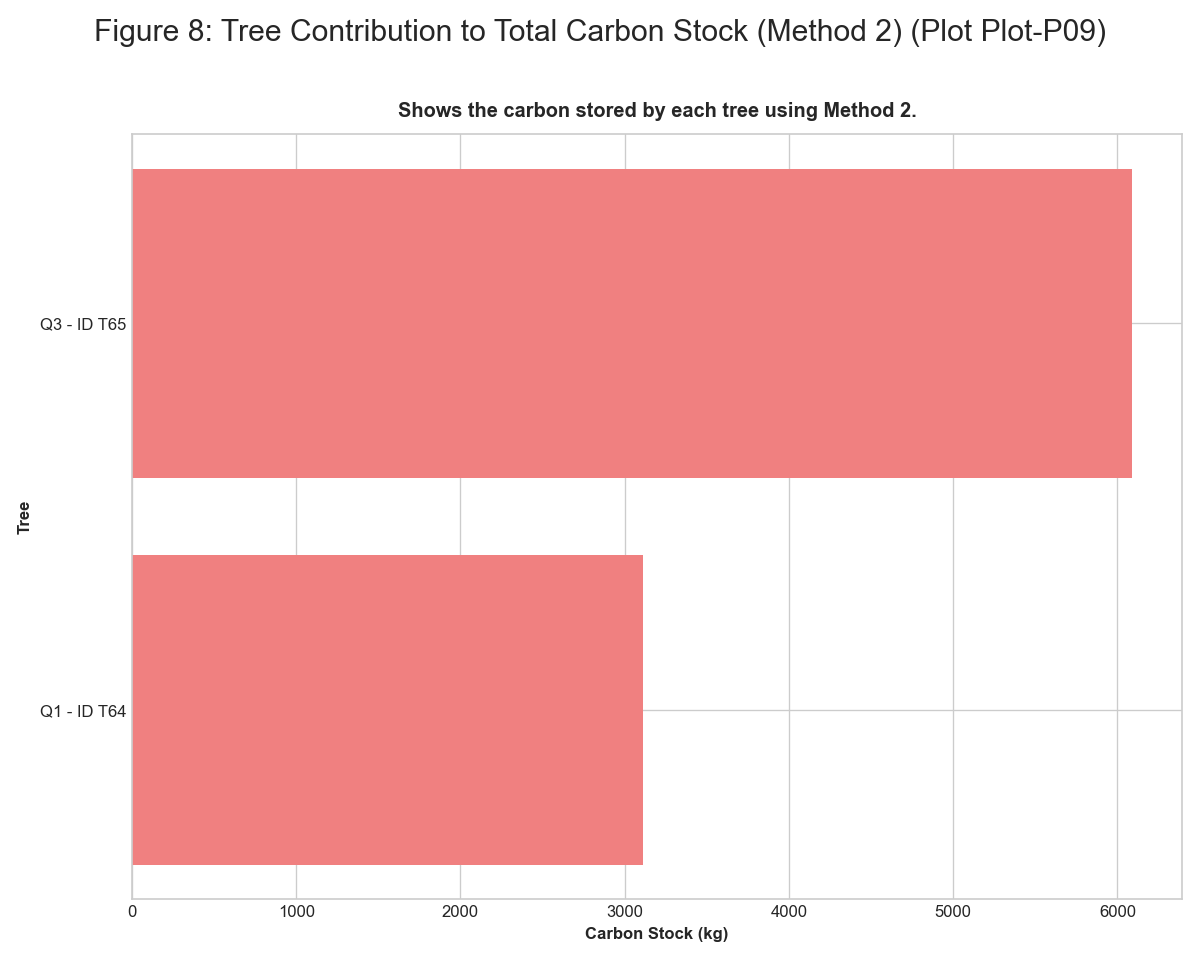 Figure 8: Tree Contribution to Total Carbon Stock (Method 2) (Plot Plot-P09)
Shows the carbon stored by each tree using Method 2.
Q3 - ID T65
Tree
Q1 - ID T64
0 1000 2000 3000 4000 5000 6000
Carbon Stock (kg)